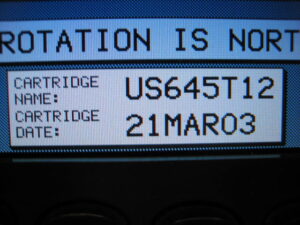 ROTATION IS NORT
CARTRIDGE NAME: US645T12
CARTRIDGE DATE: 21MAR03